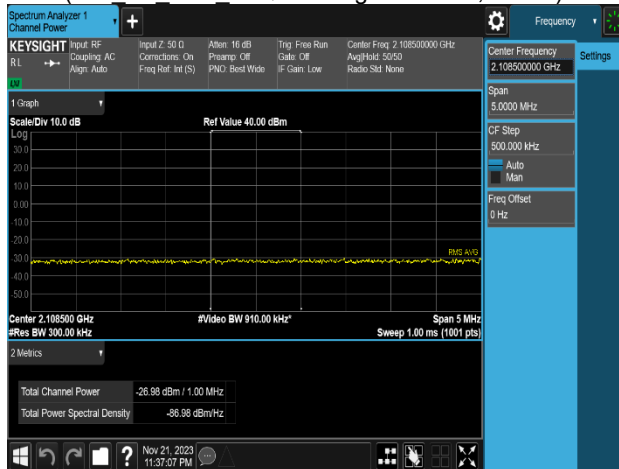 Spectrum Analyzer 1
Channel Power
+
Frequency
KEYSIGHT
RL
Input: RF
Coupling: AC
Align: Auto
Input Z: 50 Ω
Corrections: On
Freq Ref: Int (S)
Atten: 16 dB
Preamp: Off
PNO: Best Wide
Trig: Free Run
Gate: Off
IF Gain: Low
Center Freq: 2.108500000 GHz
Avg|Hold: 50/50
Radio Std: None
1 Graph
Scale/Div 10.0 dB
Ref Value 40.00 dBm
Log
30.0
20.0
10.0
0.00
-10.0
-20.0
-30.0
-40.0
-50.0
RMS AVG
Center 2.108500 GHz
#Video BW 910.00 kHz*
Span 5 MHz
#Res BW 300.00 kHz
Sweep 1.00 ms (1001 pts)
2 Metrics
Total Channel Power -26.98 dBm / 1.00 MHz
Total Power Spectral Density -86.98 dBm/Hz
Nov 21, 2023
11:37:07 PM
Center Frequency
2.108500000 GHz
Settings
Span
5.0000 MHz
CF Step
500.000 kHz
Auto
Man
Freq Offset
0 Hz